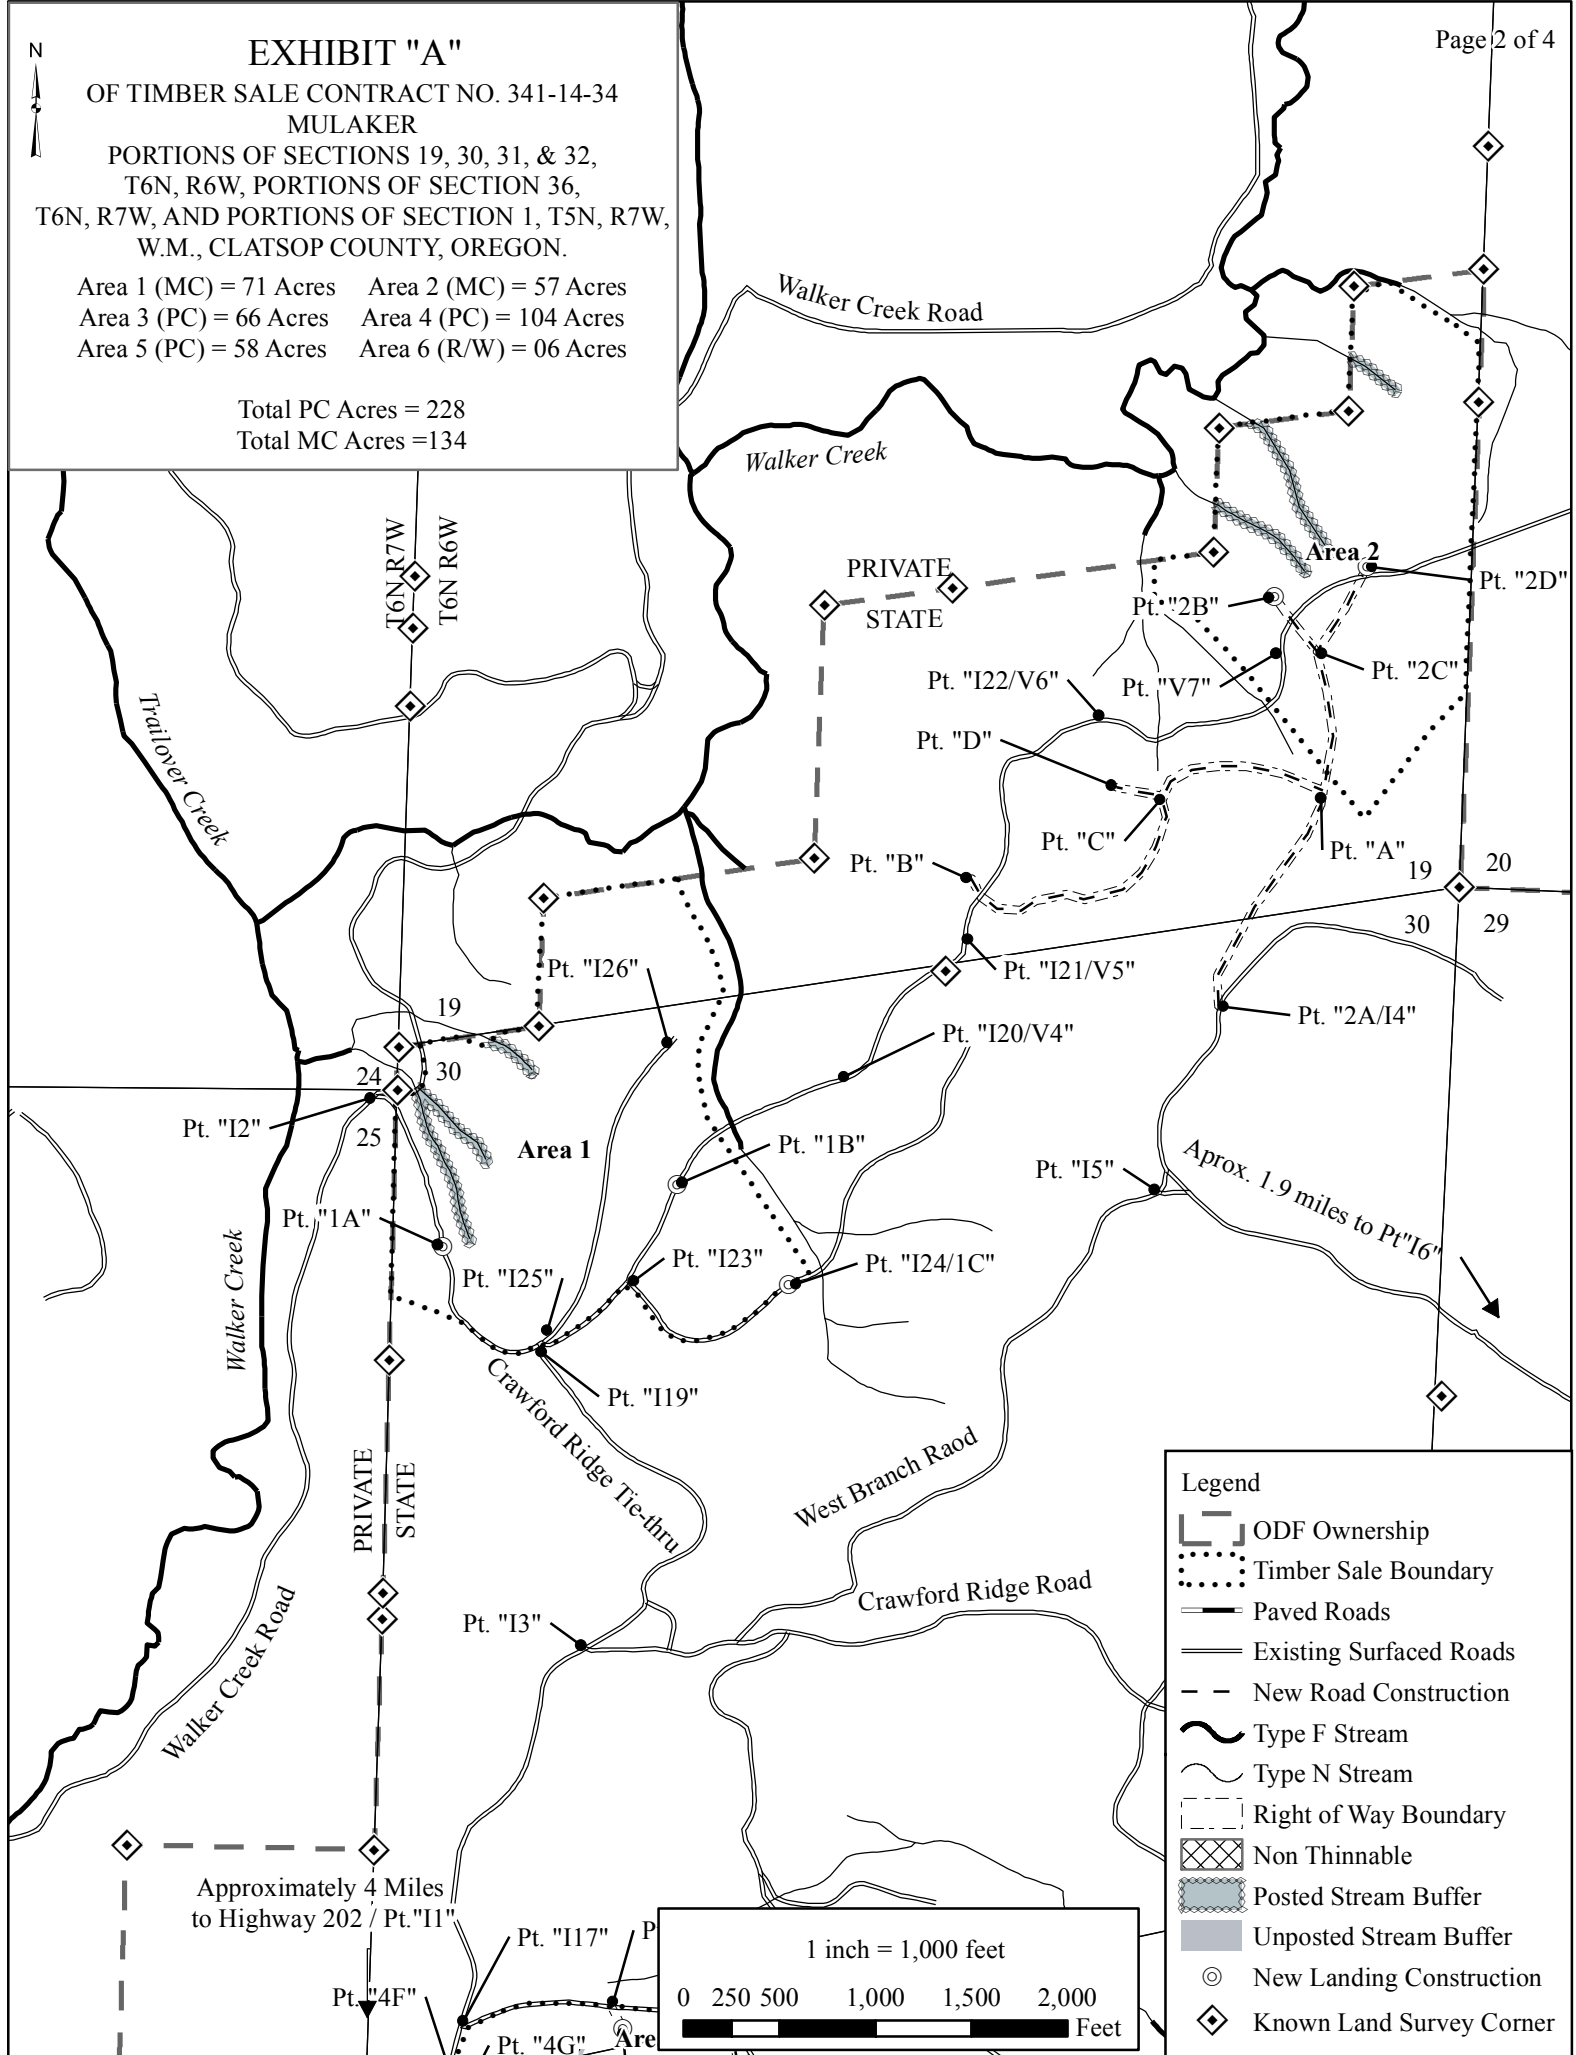 Page 2 of 4
N
EXHIBIT "A"
OF TIMBER SALE CONTRACT NO. 341-14-34
MULAKER
PORTIONS OF SECTIONS 19, 30, 31, & 32,
T6N, R6W, PORTIONS OF SECTION 36,
T6N, R7W, AND PORTIONS OF SECTION 1, T5N, R7W,
W.M., CLATSOP COUNTY, OREGON.
Area 1 (MC) = 71 Acres Area 2 (MC) = 57 Acres
Area 3 (PC) = 66 Acres Area 4 (PC) = 104 Acres
Area 5 (PC) = 58 Acres Area 6 (R/W) = 06 Acres
Total PC Acres = 228
Total MC Acres =134
Walker Creek Road
Walker Creek
T6N R7W
T6N R6W
PRIVATE
STATE
Area 2
Pt. "2D"
Pt. "2B"
Pt. "2C"
Pt. "I22/V6"
Pt. "V7"
Trailover Creek
Pt. "D"
Pt. "C"
Pt. "A"
Pt. "B"
19
20
30
29
Pt. "I26"
Pt. "I21/V5"
19
Pt. "2A/I4"
Pt. "I20/V4"
24
30
Pt. "I2"
25
Area 1
Pt. "1B"
Pt. "I5"
Aprox. 1.9 miles to Pt"I6"
Pt. "1A"
Walker Creek
Pt. "I23"
Pt. "I24/1C"
Pt. "I25"
Pt. "I19"
Crawford Ridge Tie-thru
West Branch Raod
PRIVATE
STATE
Crawford Ridge Road
Pt. "I3"
Walker Creek Road
Approximately 4 Miles
to Highway 202 / Pt."I1"
Pt. "I17"
P
Pt. "4F"
Pt. "4G"
Are
1 inch = 1,000 feet
0 250 500 1,000 1,500 2,000
Feet
Legend
ODF Ownership
Timber Sale Boundary
Paved Roads
Existing Surfaced Roads
New Road Construction
Type F Stream
Type N Stream
Right of Way Boundary
Non Thinnable
Posted Stream Buffer
Unposted Stream Buffer
New Landing Construction
Known Land Survey Corner